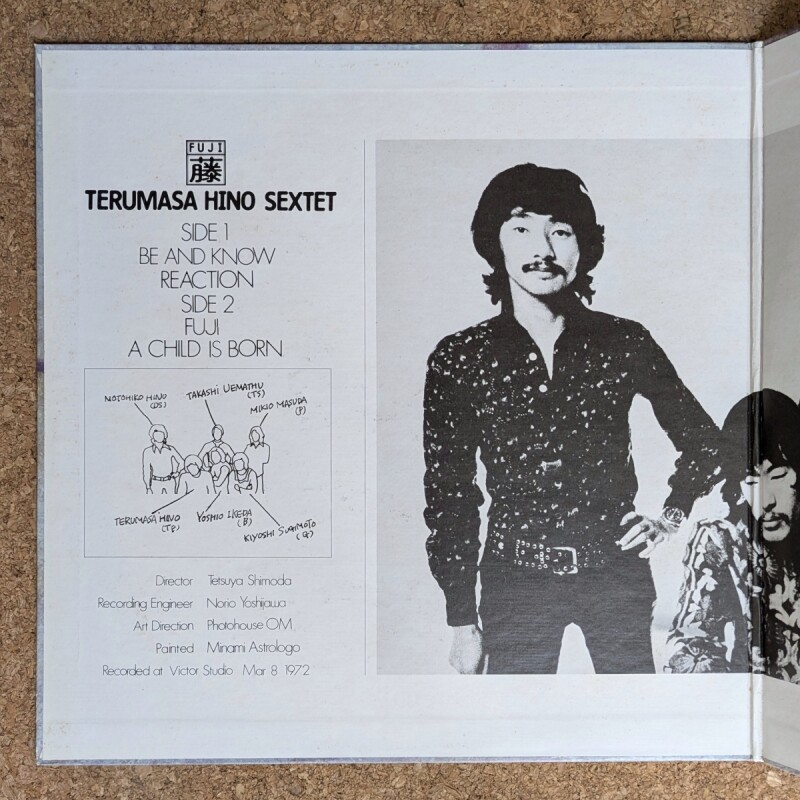 FUJI
藤
TERUMASA HINO SEXTET
SIDE 1
BE AND KNOW
REACTION
SIDE 2
FUJI
A CHILD IS BORN
MOTOHIKO HINO
(DS)
TAKASHI UEMATHU
(TS)
MIKIO MASUDA
(P)
TERUMASA HINO
(TP)
YOSHIO IKEDA
(B)
KIYOSHI SUGIMOTO
(G)
Director Tetsuya Shimoda
Recording Engineer Norio Yoshijawa
Art Direction Photohouse OM.
Painted Minami Astrologo
Recorded at Victor Studio Mar 8 1972